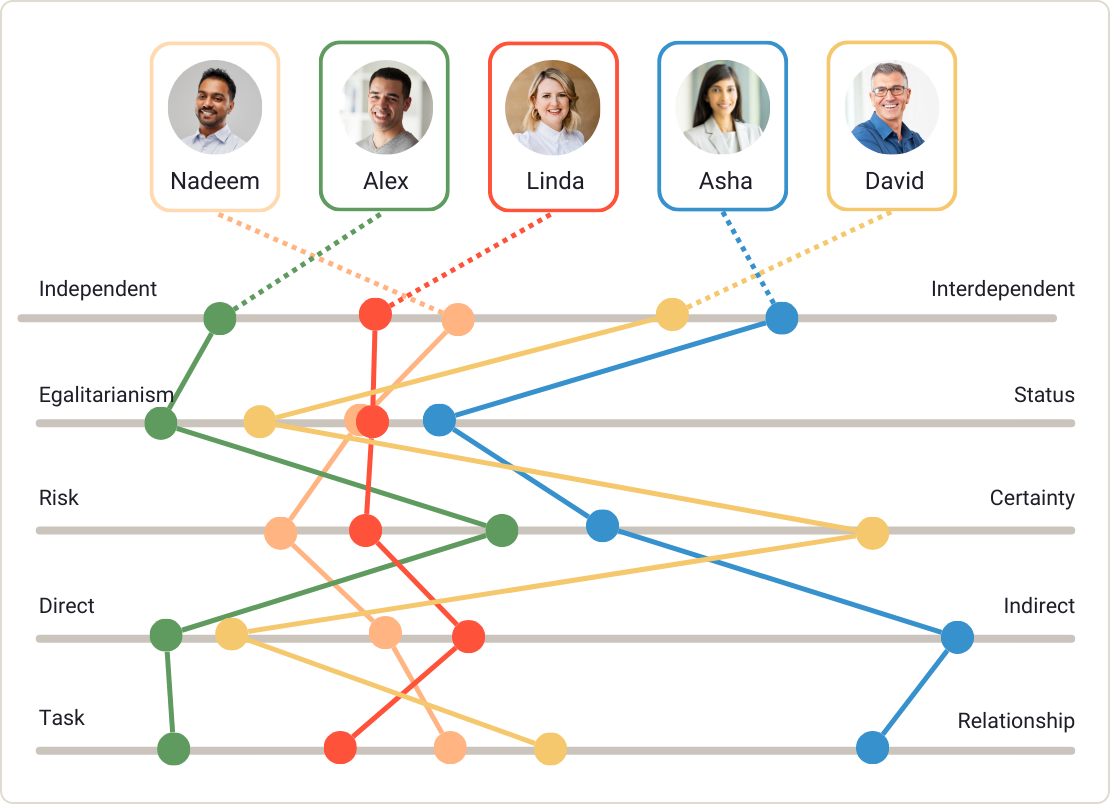 Nadeem
Alex
Linda
Asha
David
Independent
Interdependent
Egalitarianism
Status
Risk
Certainty
Direct
Indirect
Task
Relationship